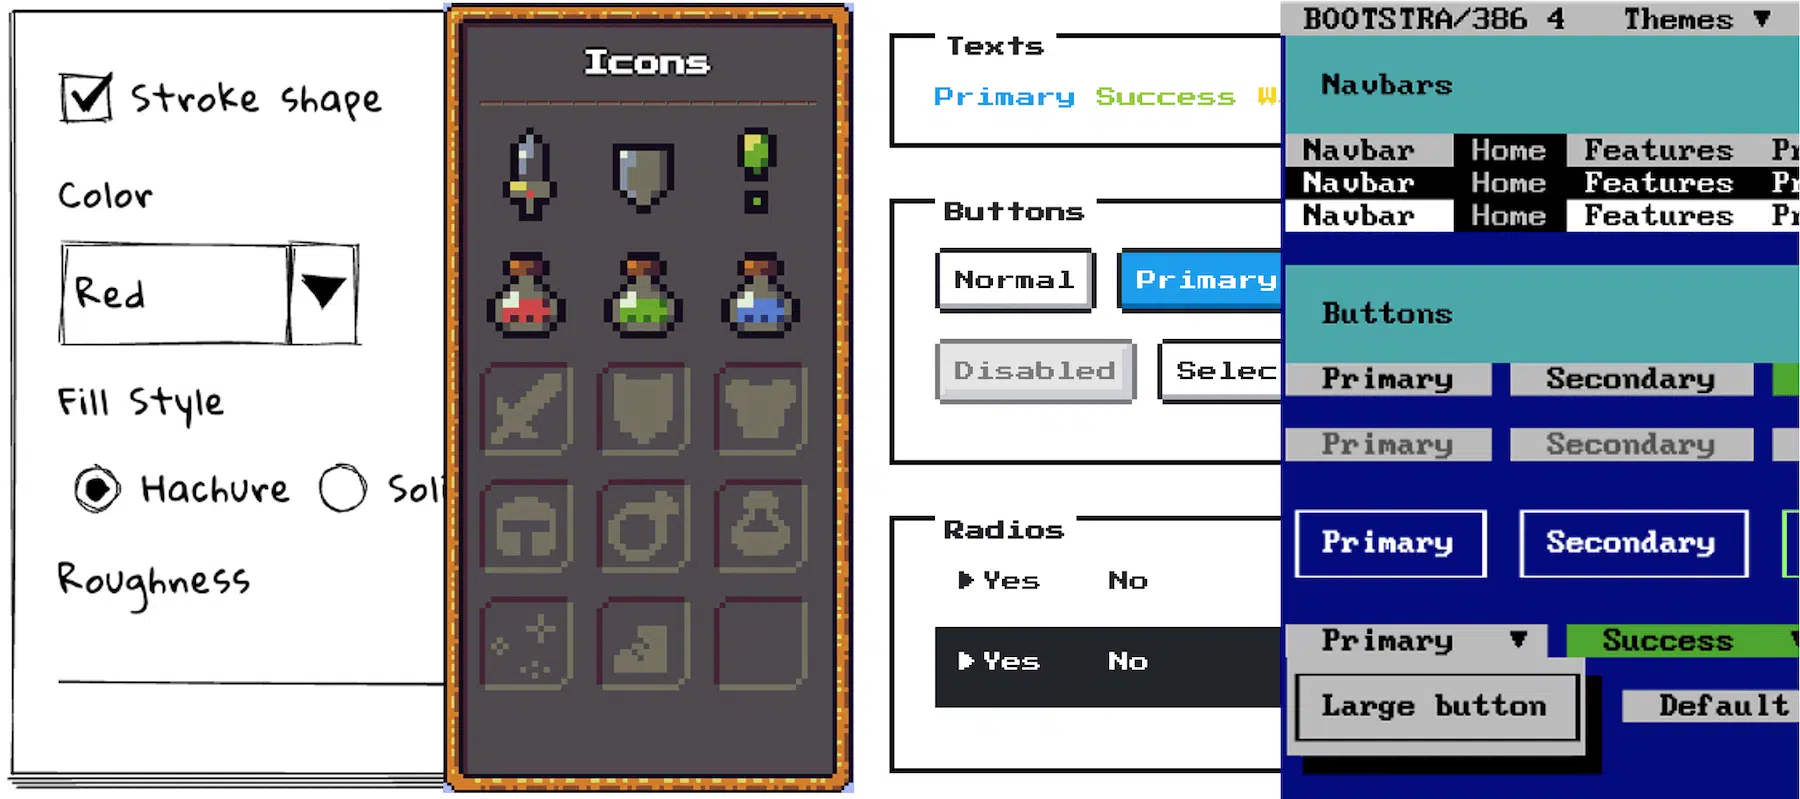 Stroke shape
Color
Red
Fill Style
Hachure
Roughness
Icons
Texts
Primary Success
Buttons
Normal Primary
Disabled
Radios
Yes No
Yes No
BOOTSTRA/386 4 Themes ▼
Navbars
Navbar Home Features
Navbar Home Features
Navbar Home Features
Buttons
Primary Secondary
Primary Secondary
Primary Secondary
Primary ▼ Success
Large button Default